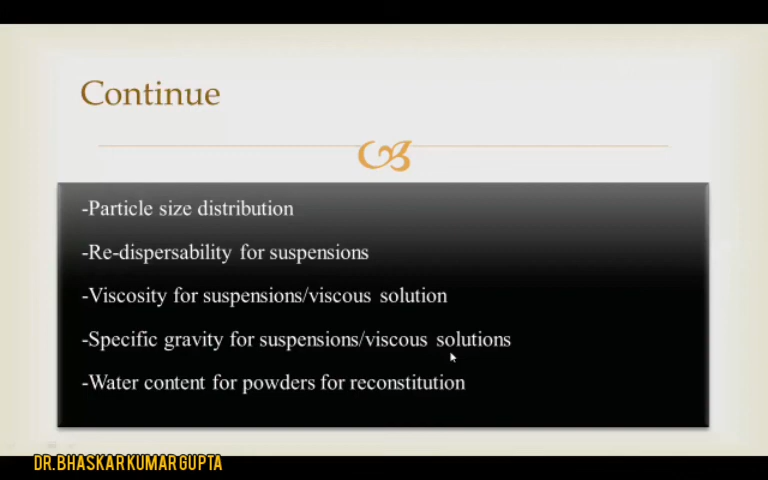 Continue
-Particle size distribution
-Re-dispersability for suspensions
-Viscosity for suspensions/viscous solution
-Specific gravity for suspensions/viscous solutions
-Water content for powders for reconstitution
DR.BHASKAR KUMAR GUPTA